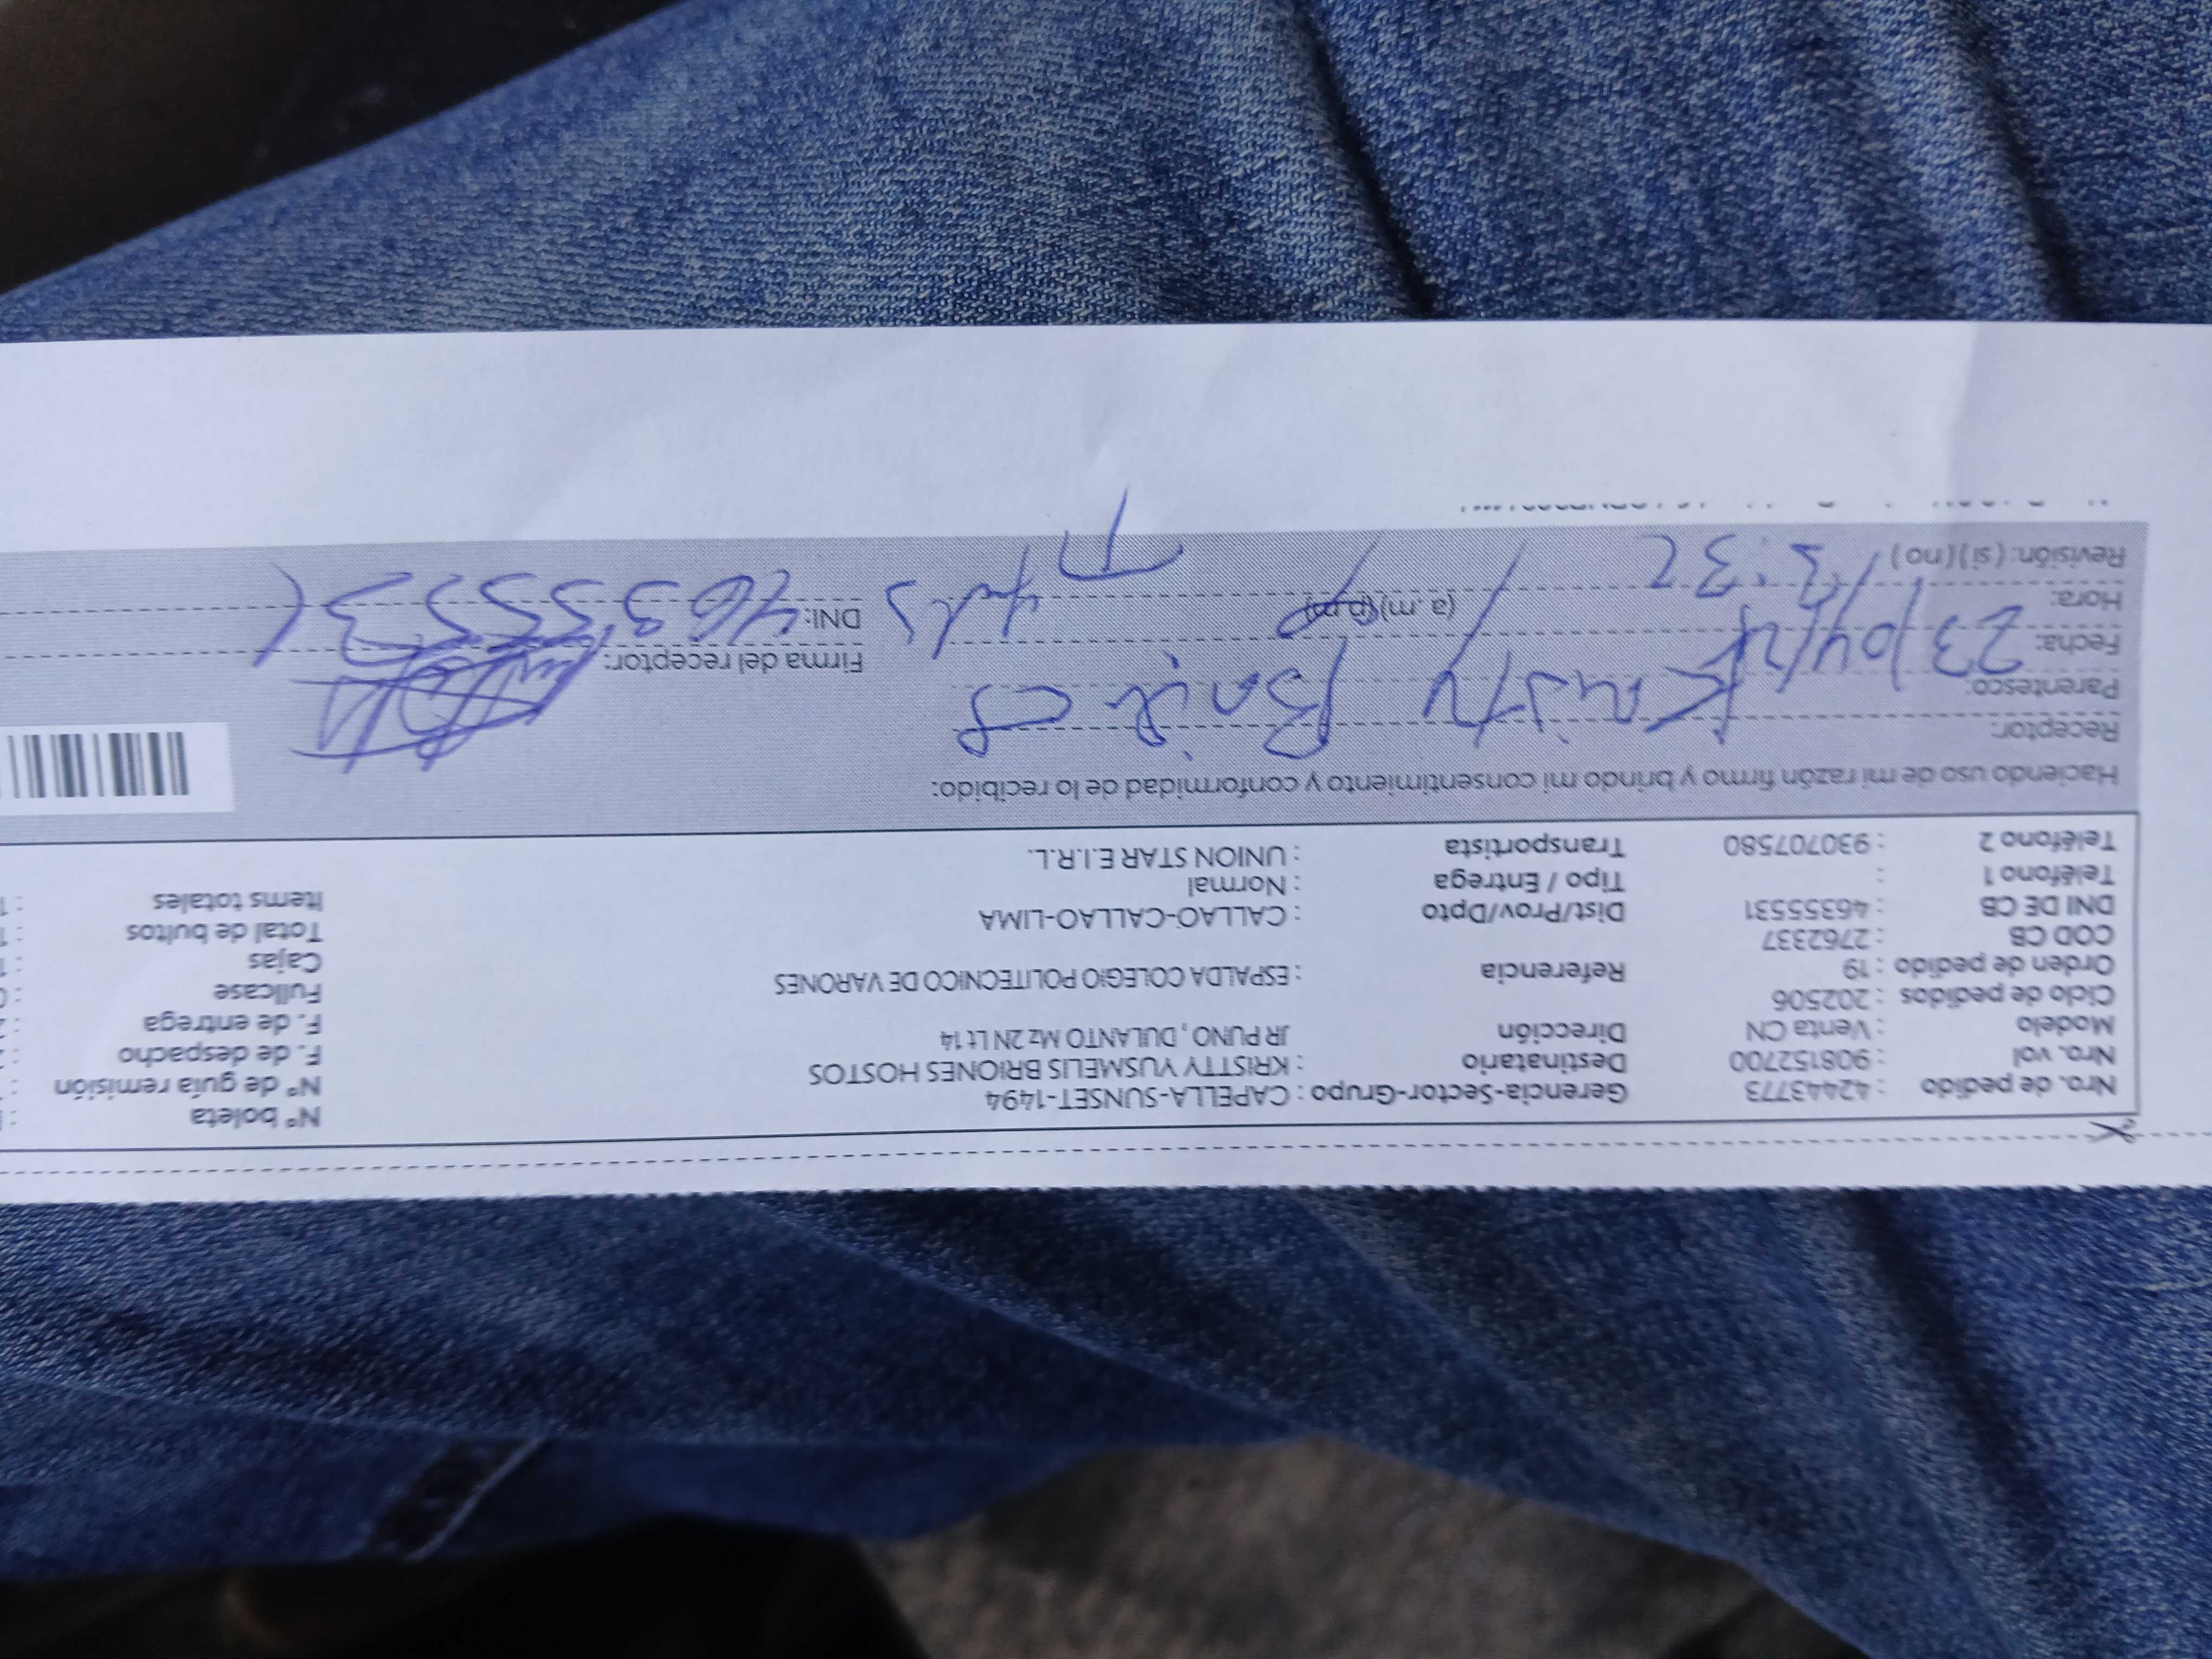 Nro. de pedido : 42443773 Gerencia-Sector-Grupo : CAPELLA-SUNSET-1494 N° boleta :
Nro. vol : 908152700 Destinatario : KRISTTY YUSMELIS BRIONES HOSTOS N° de guía remisión :
Modelo : Venta CN Dirección JR PUNO , DULANTO Mz 2N Lt 14 F. de despacho :
Ciclo de pedidos : 202506 F. de entrega :
Orden de pedido : 19 Referencia : ESPALDA COLEGIO POLITECNICO DE VARONES Fullcase :
COD CB : 2762337 Cajas :
DNI DE CB : 46355531 Dist/Prov/Dpto : CALLAO-CALLAO-LIMA Total de bultos :
Teléfono 1 : Tipo / Entrega : Normal Items totales :
Teléfono 2 : 930707580 Transportista : UNION STAR E.I.R.L.
Haciendo uso de mi razón firmo y brindo mi consentimiento y conformidad de lo recibido:
Receptor:
Parentesco:
Fecha: 23/04/ Firma del receptor:
Hora: (a.m)(p.m) DNI: 46355531
Revisión: (si)(no)